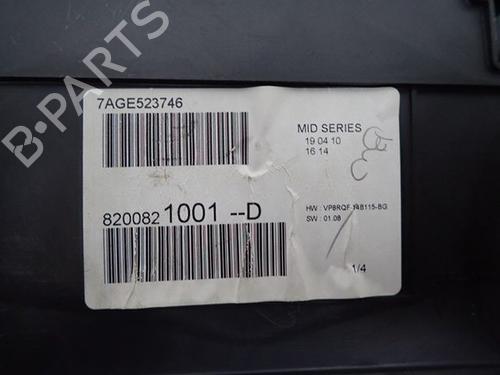 7AGE523746
MID SERIES
19 04 10
16 14
8200821001 --D
HW : VP8RQF-14B115-BG
SW : 01.08
1/4
B-PARTS